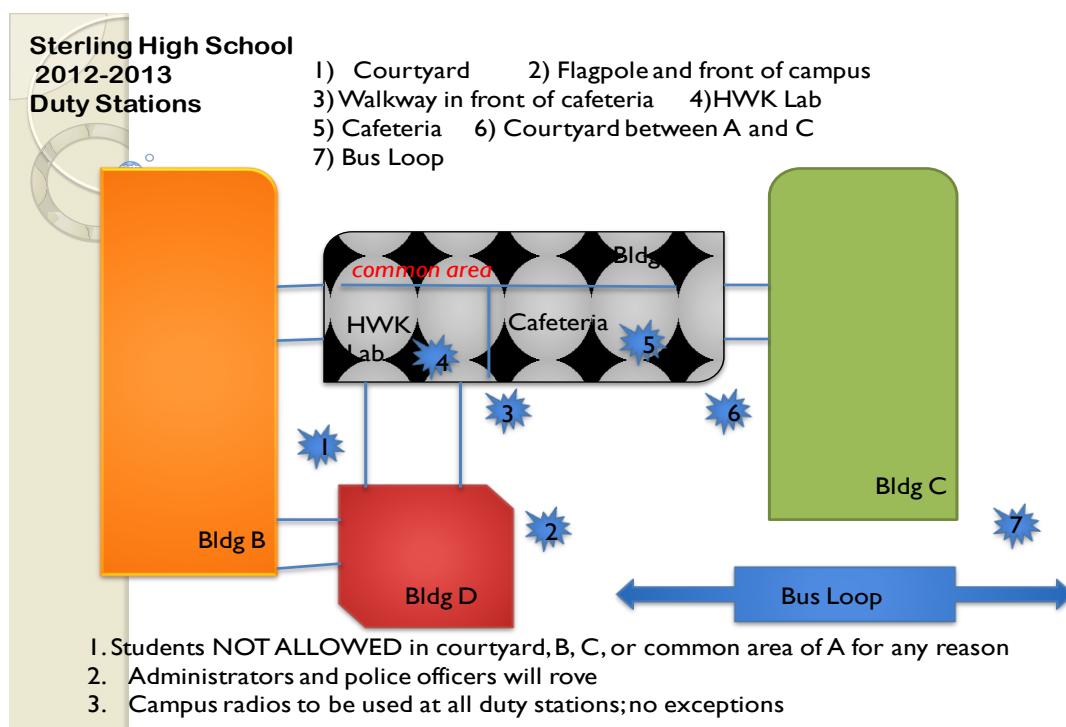 Sterling High School
2012-2013
Duty Stations
1) Courtyard 2) Flagpole and front of campus
3) Walkway in front of cafeteria 4)HWK Lab
5) Cafeteria 6) Courtyard between A and C
7) Bus Loop
Bldg
common area
HWK
Lab
Cafeteria
4
5
3
6
1
2
7
Bldg C
Bldg B
Bldg D
Bus Loop
1. Students NOT ALLOWED in courtyard, B, C, or common area of A for any reason
2. Administrators and police officers will rove
3. Campus radios to be used at all duty stations; no exceptions